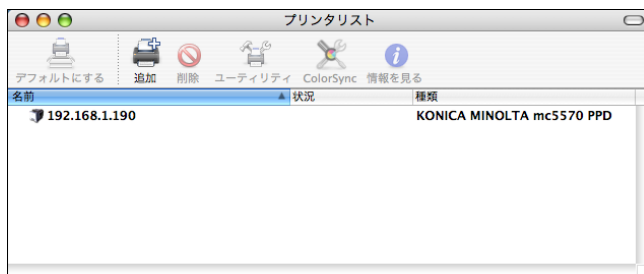 プリンタリスト
デフォルトにする 追加 削除 ユーティリティ ColorSync 情報を見る
名前 状況 種類
192.168.1.190 KONICA MINOLTA mc5570 PPD